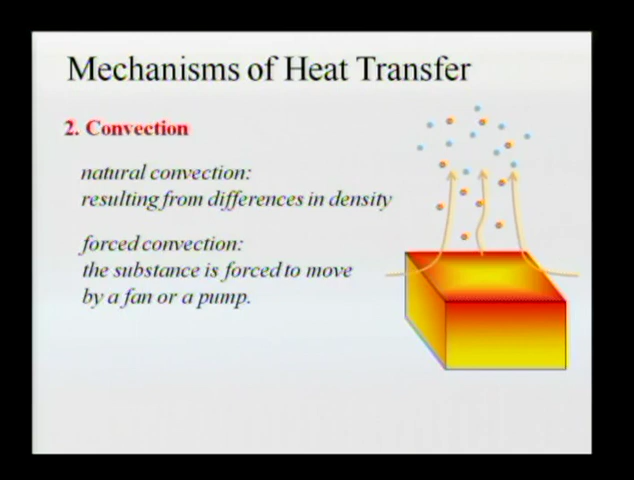 Mechanisms of Heat Transfer
2. Convection
natural convection:
resulting from differences in density
forced convection:
the substance is forced to move
by a fan or a pump.